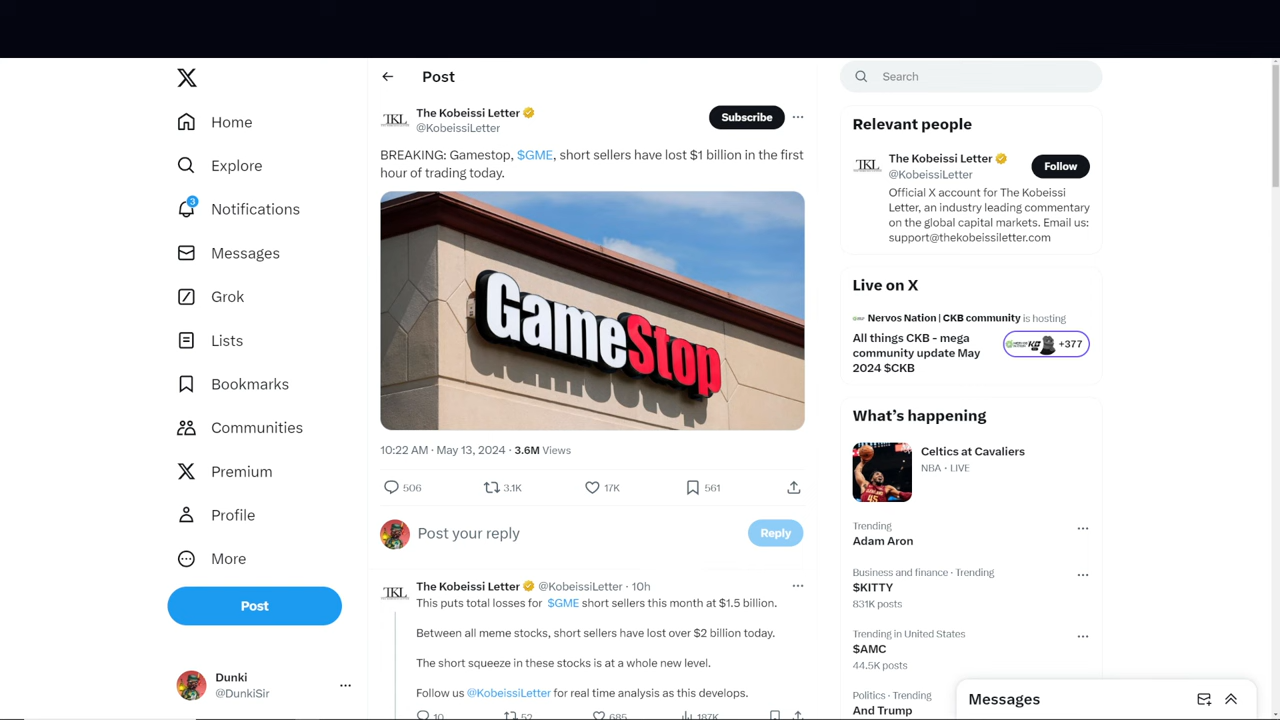 Home
Explore
3
Notifications
Messages
Grok
Lists
Bookmarks
Communities
Premium
Profile
More
Post
Dunki
@DunkiSir
Post
The Kobeissi Letter
@KobeissiLetter
Subscribe
BREAKING: Gamestop, $GME, short sellers have lost $1 billion in the first
hour of trading today.
GameStop
10:22 AM · May 13, 2024 · 3.6M Views
506
3.1K
17K
561
Post your reply
Reply
The Kobeissi Letter @KobeissiLetter · 10h
This puts total losses for $GME short sellers this month at $1.5 billion.
Between all meme stocks, short sellers have lost over $2 billion today.
The short squeeze in these stocks is at a whole new level.
Follow us @KobeissiLetter for real time analysis as this develops.
10
52
685
187K
Search
Relevant people
The Kobeissi Letter
@KobeissiLetter
Follow
Official X account for The Kobeissi
Letter, an industry leading commentary
on the global capital markets. Email us:
support@thekobeissiletter.com
Live on X
Nervos Nation | CKB community is hosting
All things CKB - mega
community update May
2024 $CKB
+377
What's happening
Celtics at Cavaliers
NBA · LIVE
Trending
Adam Aron
Business and finance · Trending
$KITTY
831K posts
Trending in United States
$AMC
44.5K posts
Politics · Trending
And Trump
Messages